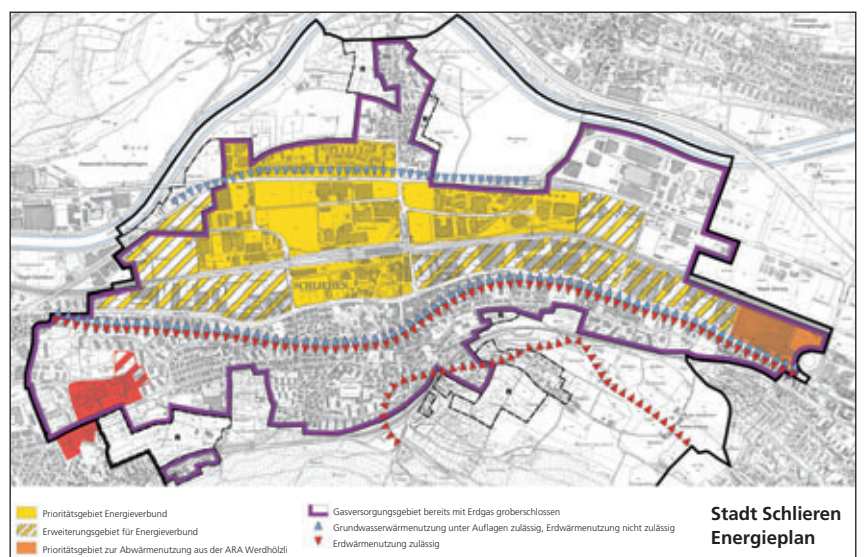 SCHLIEREN
Prioritätsgebiet Energieverbund
Erweiterungsgebiet für Energieverbund
Prioritätsgebiet zur Abwärmenutzung aus der ARA Werdhölzli
Gasversorgungsgebiet bereits mit Erdgas groberschlossen
Grundwasserwärmenutzung unter Auflagen zulässig, Erdwärmenutzung nicht zulässig
Erdwärmenutzung zulässig
Stadt Schlieren
Energieplan